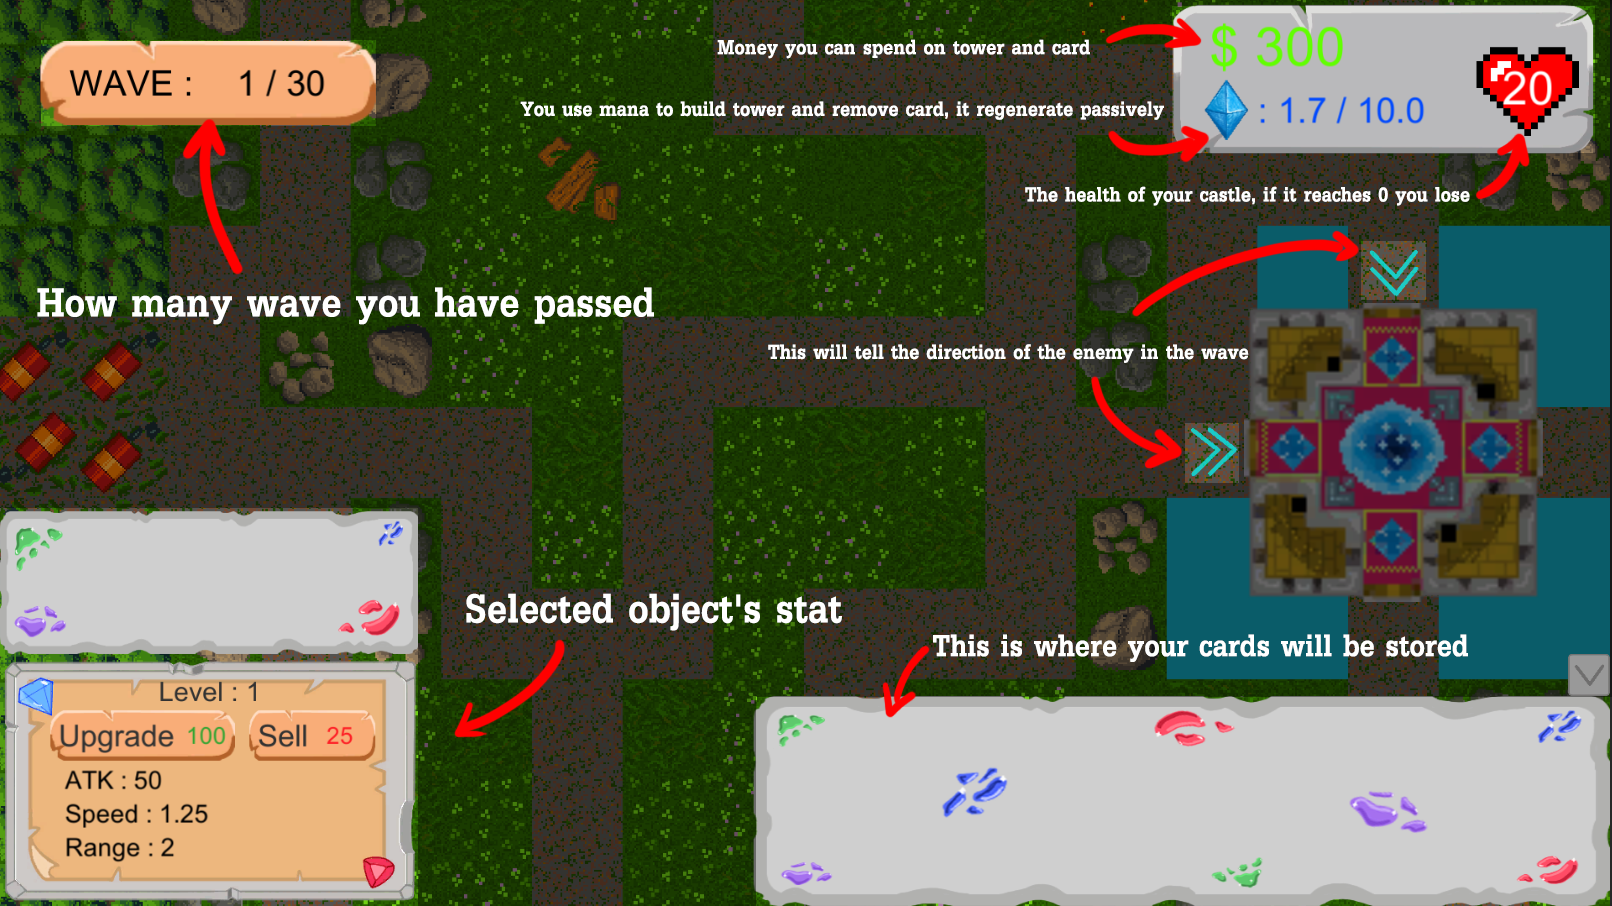 WAVE : 1 / 30
Money you can spend on tower and card
$ 300
You use mana to build tower and remove card, it regenerate passively
: 1.7 / 10.0
20
The health of your castle, if it reaches 0 you lose
How many wave you have passed
This will tell the direction of the enemy in the wave
Selected object's stat
This is where your cards will be stored
Level : 1
Upgrade 100 Sell 25
ATK : 50
Speed : 1.25
Range : 2